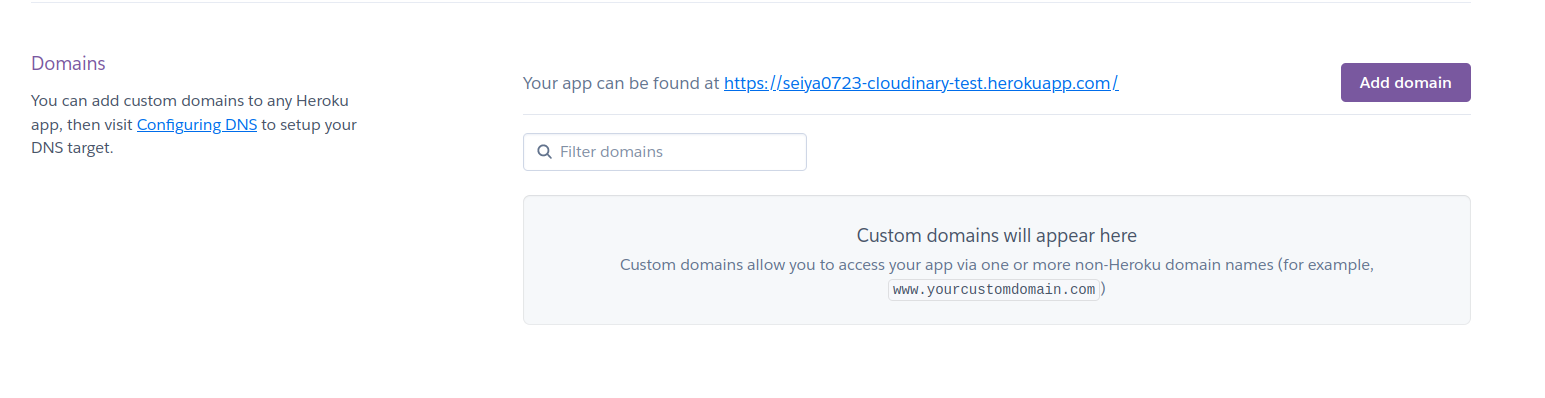 Domains
You can add custom domains to any Heroku
app, then visit Configuring DNS to setup your
DNS target.
Your app can be found at https://seiya0723-cloudinary-test.herokuapp.com/
Add domain
Filter domains
Custom domains will appear here
Custom domains allow you to access your app via one or more non-Heroku domain names (for example,
www.yourcustomdomain.com)